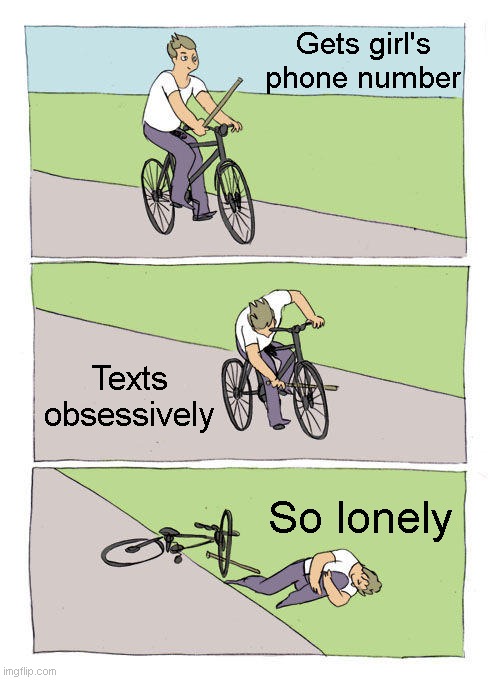 Gets girl's
phone number
Texts
obsessively
So lonely
imgflip.com